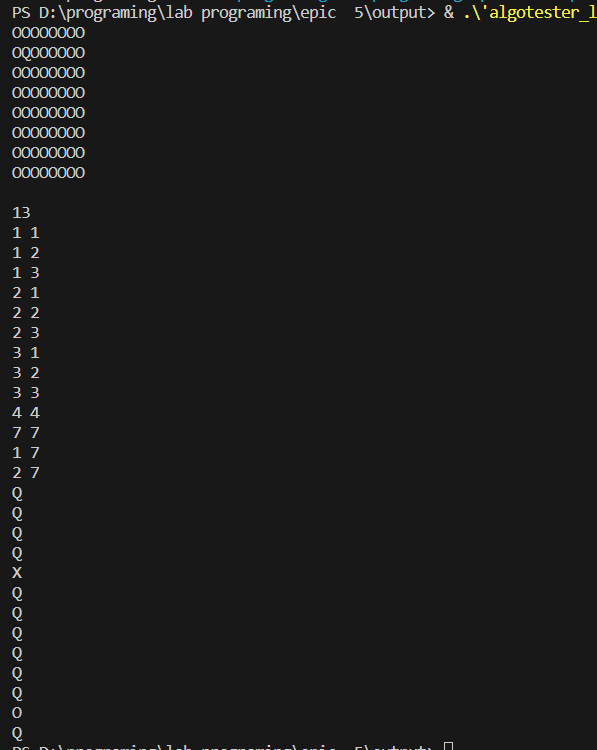 PS D:\programing\lab programing\epic  5\output> & .\'algotester_l
OOOOOOOO
OQOOOOOO
OOOOOOOO
OOOOOOOO
OOOOOOOO
OOOOOOOO
OOOOOOOO
OOOOOOOO
13
1 1
1 2
1 3
2 1
2 2
2 3
3 1
3 2
3 3
4 4
7 7
1 7
2 7
Q
Q
Q
Q
X
Q
Q
Q
Q
Q
Q
O
Q
PS D:\programing\lab programing\epic  5\output>